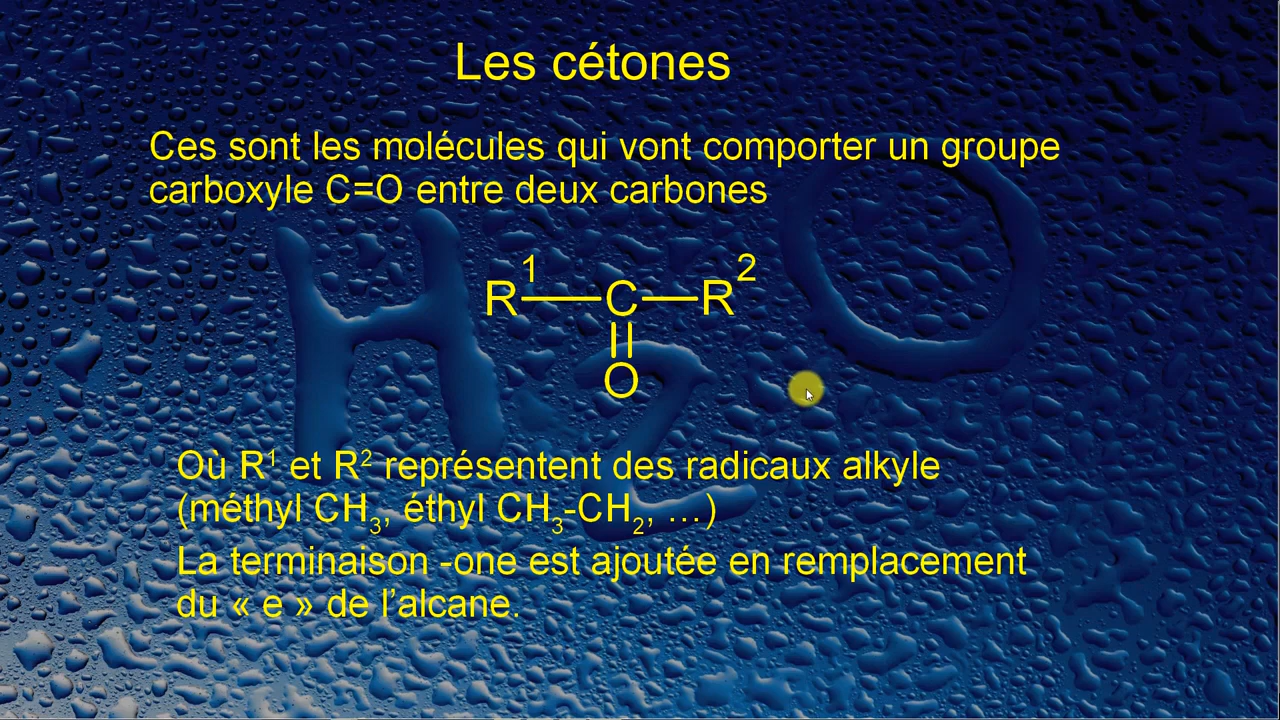 Les cétones
Ces sont les molécules qui vont comporter un groupe
carboxyle C=O entre deux carbones
R¹—C—R²
||
O
Où R¹ et R² représentent des radicaux alkyle
(méthyl CH₃, éthyl CH₃-CH₂, …)
La terminaison -one est ajoutée en remplacement
du « e » de l’alcane.
H₂O